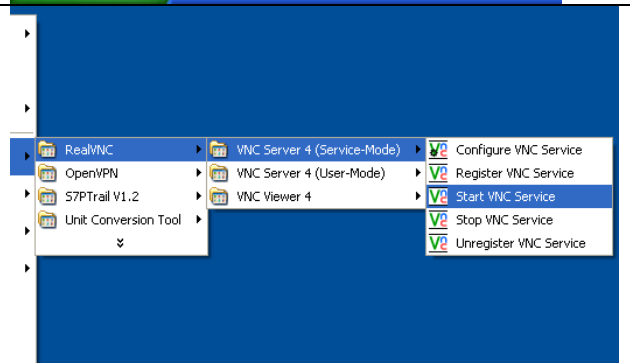 RealVNC
OpenVPN
S7PTrail V1.2
Unit Conversion Tool
VNC Server 4 (Service-Mode)
VNC Server 4 (User-Mode)
VNC Viewer 4
Configure VNC Service
Register VNC Service
Start VNC Service
Stop VNC Service
Unregister VNC Service